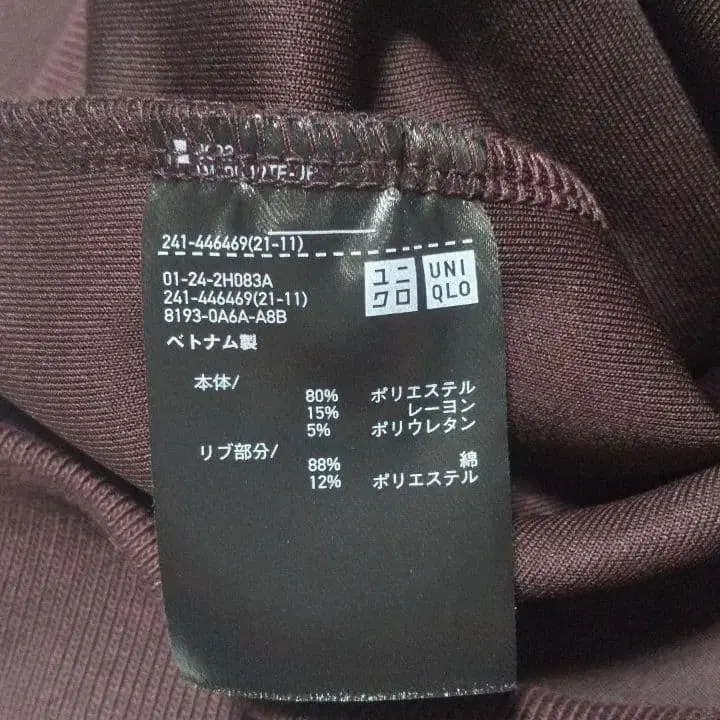 241-446469(21-11)
01-24-2H083A
241-446469(21-11)
8193-0A6A-A8B
ユニ
クロ
UNI
QLO
ベトナム製
本体/
80% ポリエステル
15% レーヨン
5% ポリウレタン
リブ部分/
88% 綿
12% ポリエステル